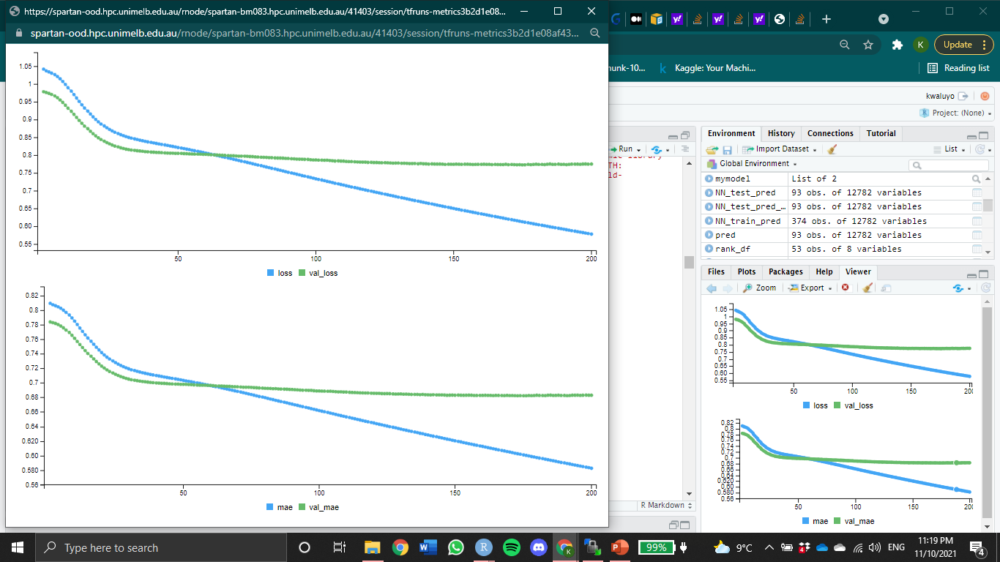 https://spartan-ood.hpc.unimelb.edu.au/rnode/spartan-bm083.hpc.unimelb.edu.au/41403/session/tfruns-metrics3b2d1e08...
spartan-ood.hpc.unimelb.edu.au/rnode/spartan-bm083.hpc.unimelb.edu.au/41403/session/tfruns-metrics3b2d1e08af43...
K
Update
unk-10...
Kaggle: Your Machi...
Reading list
kwaluyo
Project: (None)
1.05
1
0.95
0.9
0.85
0.8
0.75
0.7
0.65
0.60
0.55
50
100
150
200
loss
val_loss
0.82
0.8
0.78
0.76
0.74
0.72
0.7
0.68
0.66
0.64
0.620
0.60
0.580
0.56
50
100
150
200
mae
val_mae
Run
library
TH:
ld-
R Markdown
Environment
History
Connections
Tutorial
Import Dataset
List
Global Environment
mymodel List of 2
NN_test_pred 93 obs. of 12782 variables
NN_test_pred_... 93 obs. of 12782 variables
NN_train_pred 374 obs. of 12782 variables
pred 93 obs. of 12782 variables
rank_df 53 obs. of 8 variables
Files
Plots
Packages
Help
Viewer
Zoom
Export
1.05
1
0.95
0.9
0.85
0.8
0.75
0.7
0.65
0.60
0.55
50
100
150
200
loss
val_loss
0.82
0.8
0.78
0.76
0.74
0.72
0.7
0.68
0.66
0.64
0.620
0.60
0.580
0.56
50
100
150
200
mae
val_mae
Type here to search
99%
9°C
ENG
11:19 PM
11/10/2021
4